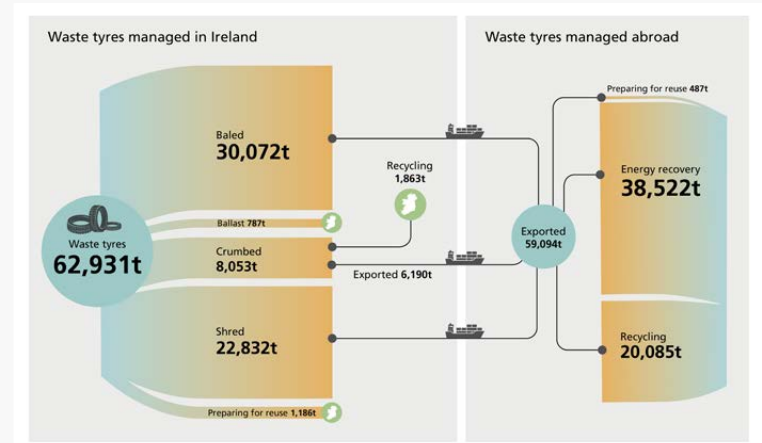 Waste tyres managed in Ireland
Waste tyres managed abroad
Baled
30,072t
Ballast 787t
Waste tyres
62,931t
Crumbed
8,053t
Recycling
1,863t
Exported 6,190t
Shred
22,832t
Preparing for reuse 1,186t
Exported
59,094t
Preparing for reuse 487t
Energy recovery
38,522t
Recycling
20,085t